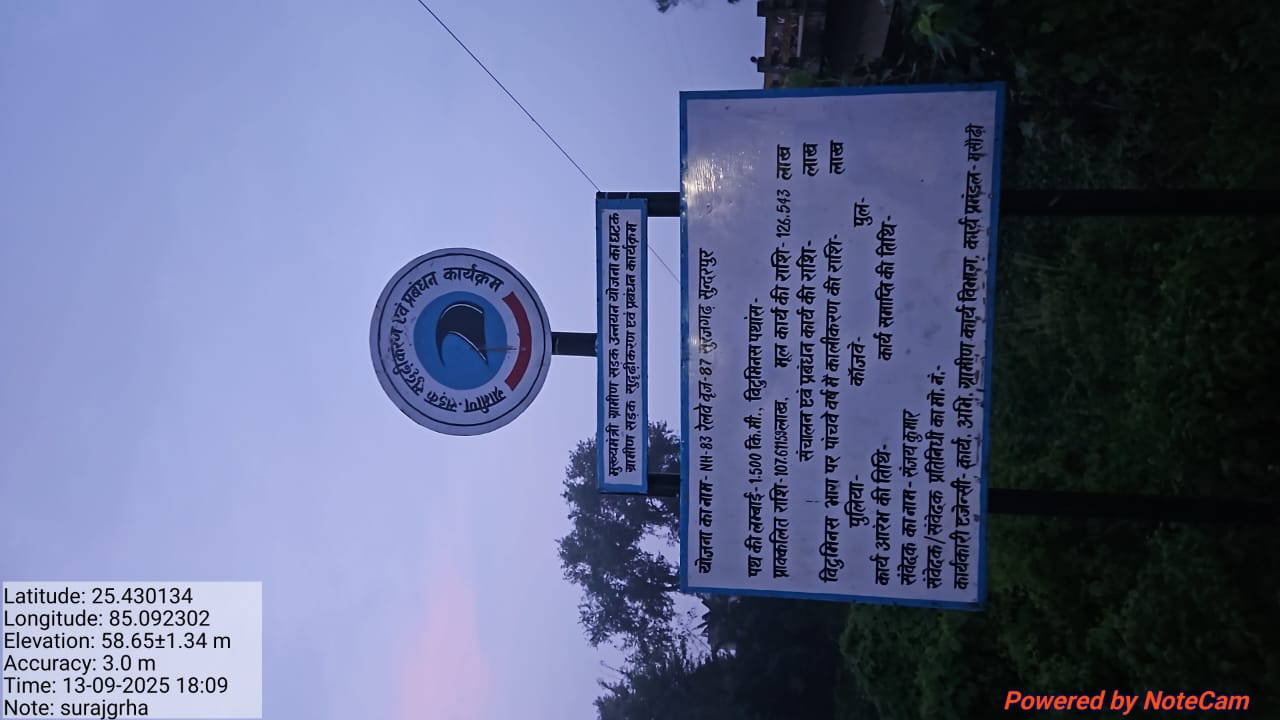 ग्रामीण सड़क सुदृढ़ीकरण एवं प्रबंधन कार्यक्रम
मुख्यमंत्री ग्रामीण सड़क उन्नयन योजना का घटक
ग्रामीण सड़क सुदृढ़ीकरण एवं प्रबंधन कार्यक्रम
योजना का नाम- NH-83 रेलवे बृज-87 सुरजगढ़ सुन्दरपुर
पथ की लम्बाई-1.500 कि.मी., बिटुमिनस पथांस-
प्राक्कलित राशि-107.61159लाख, मूल कार्य की राशि- 126.543 लाख
संचालन एवं प्रबंधन कार्य की राशि- लाख
बिटुमिनस भाग पर पांचवे वर्ष में कालीकरण की राशि- लाख
पुलिया- कॉजवे- पुल-
कार्य आरंभ की तिथि- कार्य समाप्ति की तिथि-
संवेदक का नाम- संजय कुमार
संवेदक/संवेदक प्रतिनिधी का मो. नं.-
कार्यकारी एजेन्सी- कार्य. अभि ग्रामीण कार्य विभाग, कार्य प्रमंडल- मसौढ़ी
Latitude: 25.430134
Longitude: 85.092302
Elevation: 58.65±1.34 m
Accuracy: 3.0 m
Time: 13-09-2025 18:09
Note: surajgrha
Powered by NoteCam